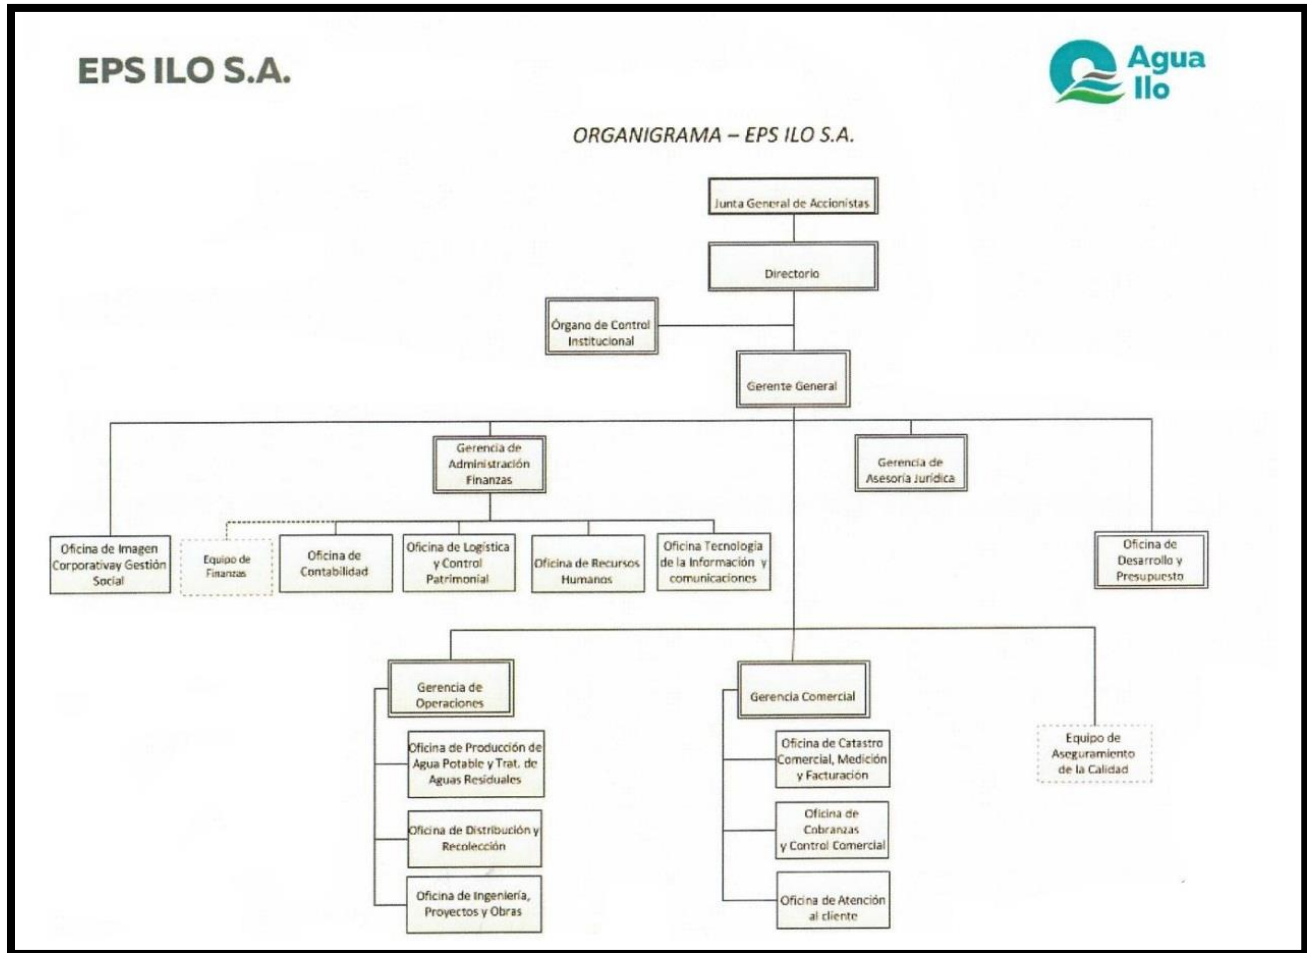 EPS ILO S.A.
Agua
Ilo
ORGANIGRAMA – EPS ILO S.A.
Junta General de Accionistas
Directorio
Órgano de Control
Institucional
Gerente General
Gerencia de
Administración
Finanzas
Gerencia de
Asesoría Jurídica
Oficina de Imagen
Corporativay Gestión
Social
Equipo de
Finanzas
Oficina de
Contabilidad
Oficina de Logística
y Control
Patrimonial
Oficina de Recursos
Humanos
Oficina Tecnología
de la Información y
comunicaciones
Oficina de
Desarrollo y
Presupuesto
Gerencia de
Operaciones
Oficina de Producción de
Agua Potable y Trat. de
Aguas Residuales
Oficina de Distribución y
Recolección
Oficina de Ingeniería,
Proyectos y Obras
Gerencia Comercial
Oficina de Catastro
Comercial, Medición
y Facturación
Oficina de
Cobranzas
y Control Comercial
Oficina de Atención
al cliente
Equipo de
Aseguramiento
de la Calidad